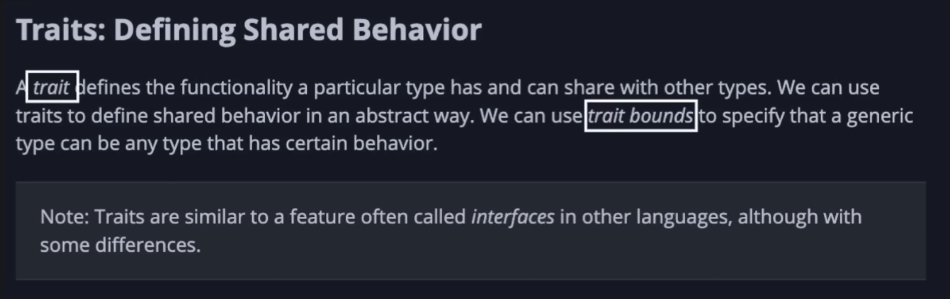 Traits: Defining Shared Behavior
A trait defines the functionality a particular type has and can share with other types. We can use
traits to define shared behavior in an abstract way. We can use trait bounds to specify that a generic
type can be any type that has certain behavior.
Note: Traits are similar to a feature often called interfaces in other languages, although with
some differences.